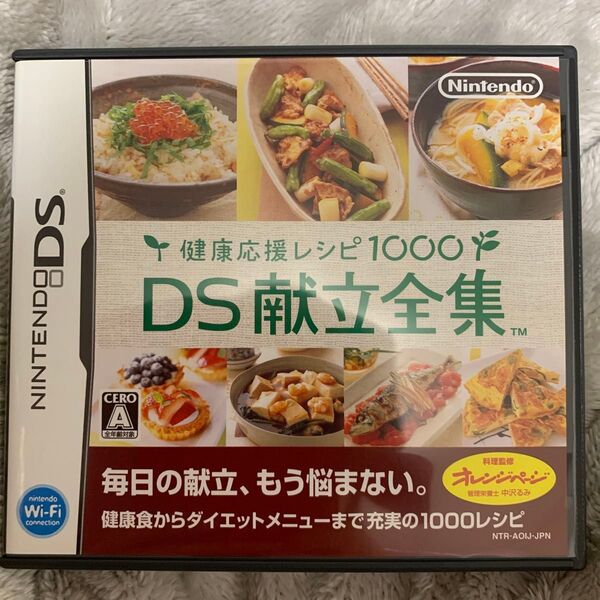 NINTENDO DS®
Nintendo®
健康応援レシピ1000
DS献立全集™
CERO
A
全年齢対象
毎日の献立、もう悩まない。
健康食からダイエットメニューまで充実の1000レシピ
料理監修
オレンジページ
管理栄養士 中沢るみ
nintendo
Wi-Fi
connection
NTR-AOIJ-JPN